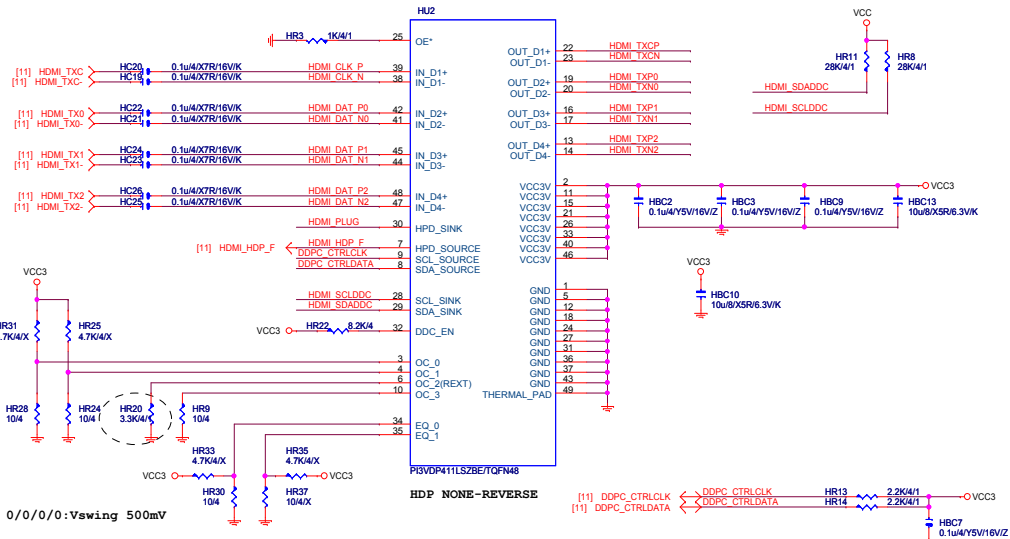 HU2
HR3 1K/4/1
25 OE*
[11] HDMI_TXC HC20 0.1u/4/X7R/16V/K HDMI_CLK_P 39 IN_D1+
[11] HDMI_TXC- HC19 0.1u/4/X7R/16V/K HDMI_CLK_N 38 IN_D1-
[11] HDMI_TX0 HC22 0.1u/4/X7R/16V/K HDMI_DAT_P0 42 IN_D2+
[11] HDMI_TX0- HC21 0.1u/4/X7R/16V/K HDMI_DAT_N0 41 IN_D2-
[11] HDMI_TX1 HC24 0.1u/4/X7R/16V/K HDMI_DAT_P1 45 IN_D3+
[11] HDMI_TX1- HC23 0.1u/4/X7R/16V/K HDMI_DAT_N1 44 IN_D3-
[11] HDMI_TX2 HC26 0.1u/4/X7R/16V/K HDMI_DAT_P2 48 IN_D4+
[11] HDMI_TX2- HC25 0.1u/4/X7R/16V/K HDMI_DAT_N2 47 IN_D4-
HDMI_PLUG 30 HPD_SINK
[11] HDMI_HDP_F HDMI_HDP_F 7 HPD_SOURCE
DDPC_CTRLCLK 9 SCL_SOURCE
DDPC_CTRLDATA 8 SDA_SOURCE
HDMI_SCLDDC 28 SCL_SINK
HDMI_SDADDC 29 SDA_SINK
VCC3 HR22 8.2K/4 32 DDC_EN
3 OC_0
4 OC_1
6 OC_2(REXT)
10 OC_3
34 EQ_0
35 EQ_1
OUT_D1+ 22 HDMI_TXCP
OUT_D1- 23 HDMI_TXCN
OUT_D2+ 19 HDMI_TXP0
OUT_D2- 20 HDMI_TXN0
OUT_D3+ 16 HDMI_TXP1
OUT_D3- 17 HDMI_TXN1
OUT_D4+ 13 HDMI_TXP2
OUT_D4- 14 HDMI_TXN2
VCC3V 2
VCC3V 11
VCC3V 15
VCC3V 21
VCC3V 26
VCC3V 33
VCC3V 40
VCC3V 46
GND 1
GND 5
GND 12
GND 18
GND 24
GND 27
GND 31
GND 36
GND 37
GND 43
THERMAL_PAD 49
PI3VDP411LSZBE/TQFN48
HDP NONE-REVERSE
VCC
HR11
28K/4/1
HR8
28K/4/1
HDMI_SDADDC
HDMI_SCLDDC
VCC3
HBC2
0.1u/4/Y5V/16V/Z
HBC3
0.1u/4/Y5V/16V/Z
HBC9
0.1u/4/Y5V/16V/Z
HBC13
10u/8/X5R/6.3V/K
VCC3
HBC10
10u/8/X5R/6.3V/K
VCC3
HR31
.7K/4/X
HR25
4.7K/4/X
HR28
10/4
HR24
10/4
HR20
3.3K/4/1
HR9
10/4
HR33
4.7K/4/X
VCC3
HR35
4.7K/4/X
VCC3
HR30
10/4
HR37
10/4/X
0/0/0/0:Vswing 500mV
[11] DDPC_CTRLCLK DDPC_CTRLCLK HR13 2.2K/4/1 VCC3
[11] DDPC_CTRLDATA DDPC_CTRLDATA HR14 2.2K/4/1
HBC7
0.1u/4/Y5V/16V/Z